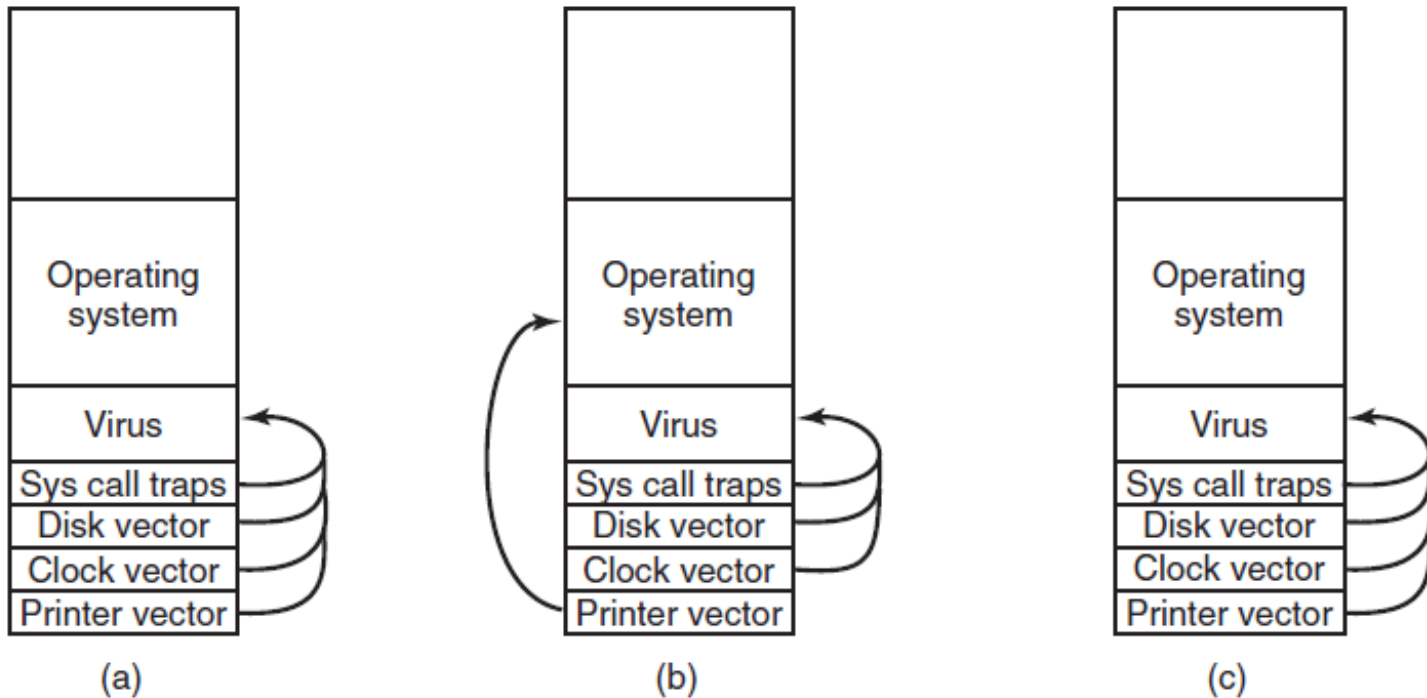 Operating
system
Virus
Sys call traps
Disk vector
Clock vector
Printer vector
(a)
Operating
system
Virus
Sys call traps
Disk vector
Clock vector
Printer vector
(b)
Operating
system
Virus
Sys call traps
Disk vector
Clock vector
Printer vector
(c)